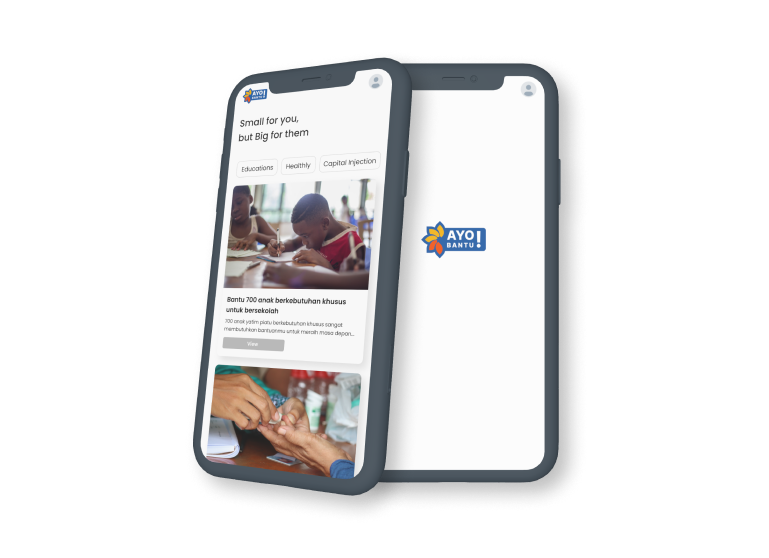 AYO!
BANTU
Small for you,
but Big for them
Educations
Healthly
Capital Injection
Bantu 700 anak berkebutuhan khusus
untuk bersekolah
700 anak yatim piatu berkebutuhan khusus sangat
membutuhkan bantuanmu untuk meraih masa depan...
View
AYO!
BANTU